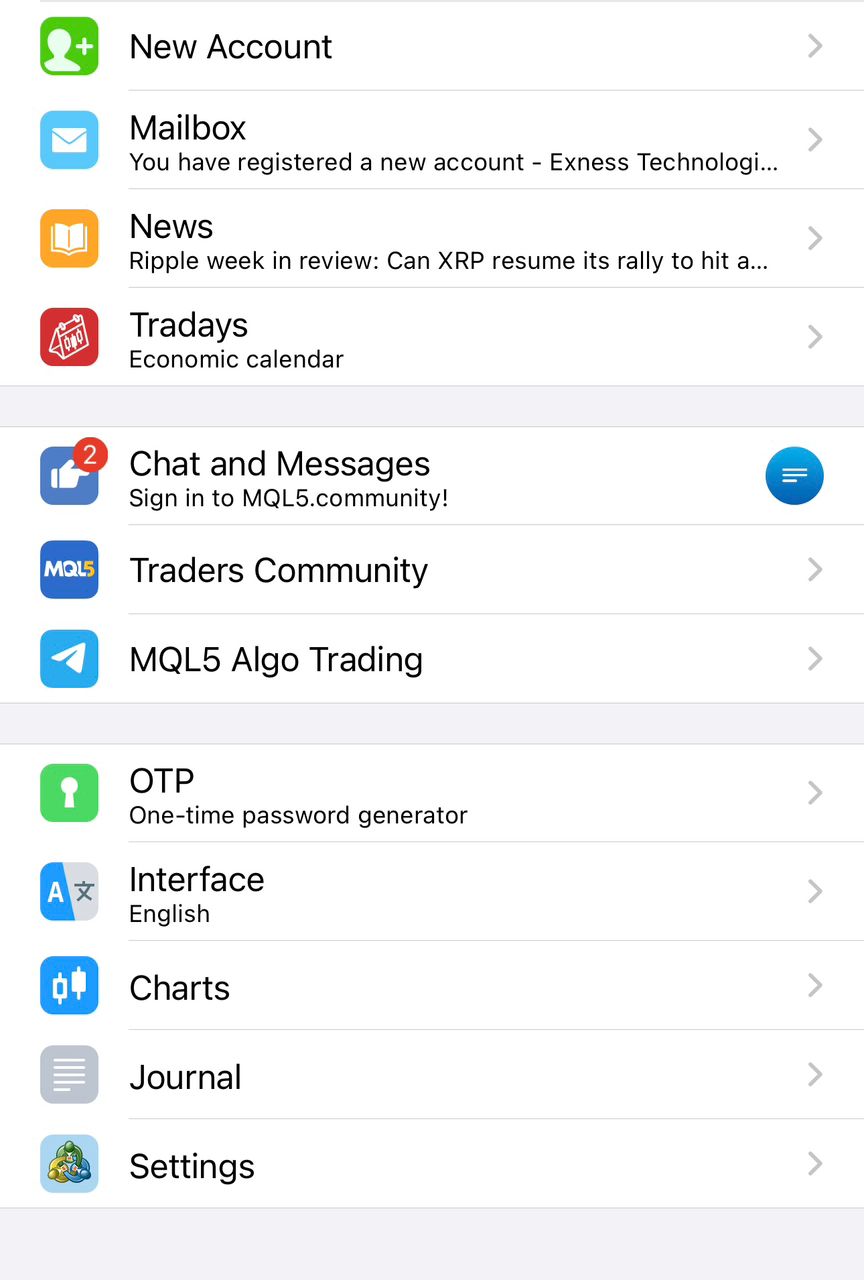 New Account
Mailbox
You have registered a new account - Exness Technologi...
News
Ripple week in review: Can XRP resume its rally to hit a...
Tradays
Economic calendar
2
Chat and Messages
Sign in to MQL5.community!
MQL5
Traders Community
MQL5 Algo Trading
OTP
One-time password generator
A 文
Interface
English
Charts
Journal
Settings